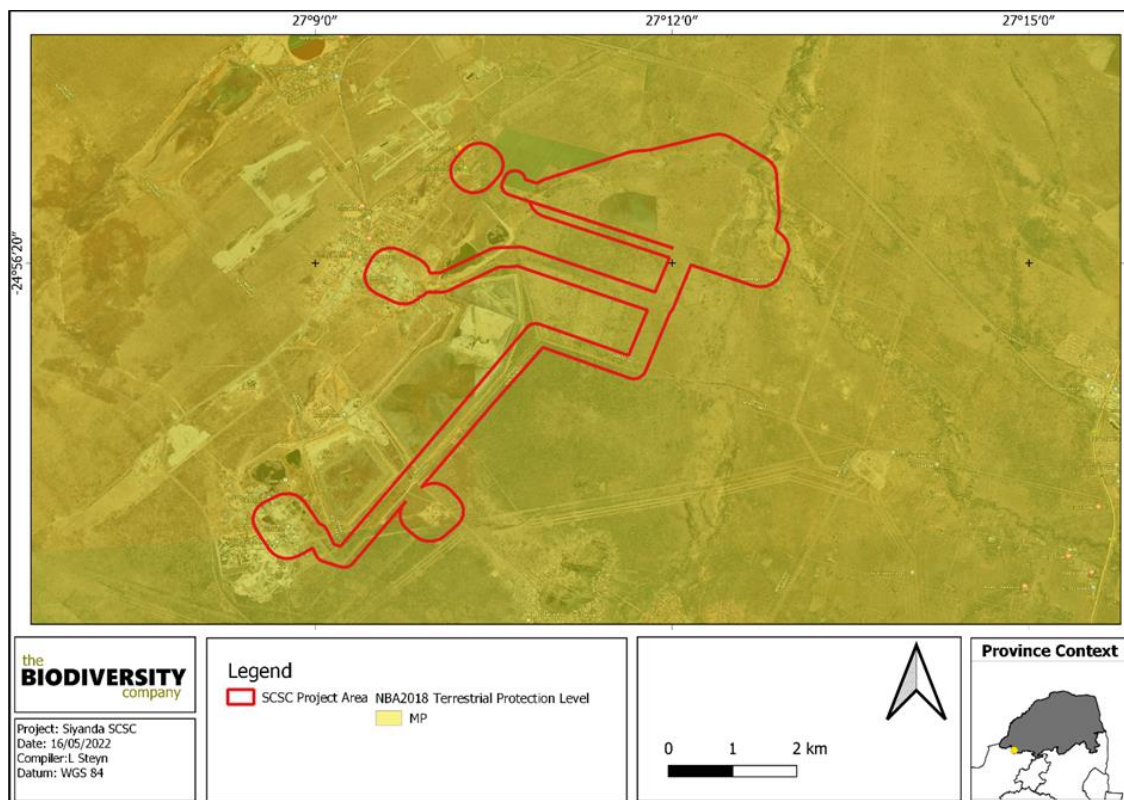 27°9'0" 27°12'0" 27°15'0"
-24°56'20"
the
BIODIVERSITY
company
Project: Siyanda SCSC
Date: 16/05/2022
Compiler:L Steyn
Datum: WGS 84
Legend
SCSC Project Area NBA2018 Terrestrial Protection Level
MP
0 1 2 km
Province Context